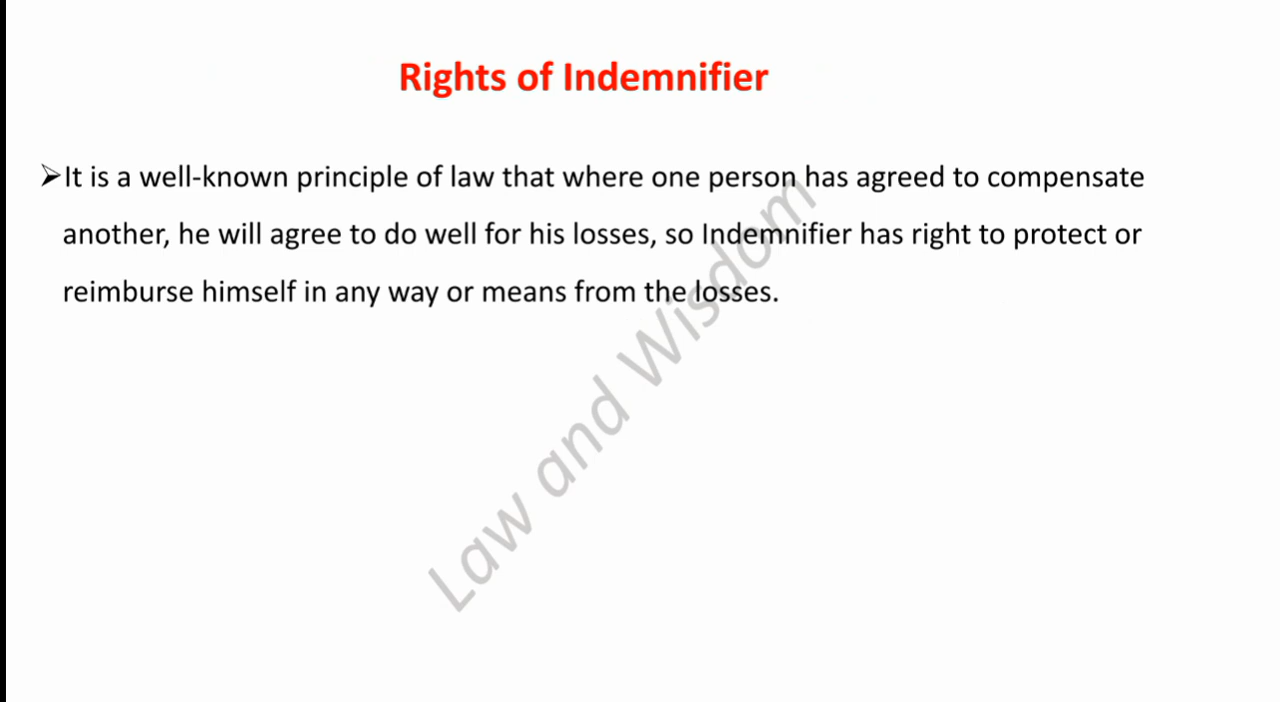 Rights of Indemnifier
➢It is a well-known principle of law that where one person has agreed to compensate
another, he will agree to do well for his losses, so Indemnifier has right to protect or
reimburse himself in any way or means from the losses.
Law and Wisdom